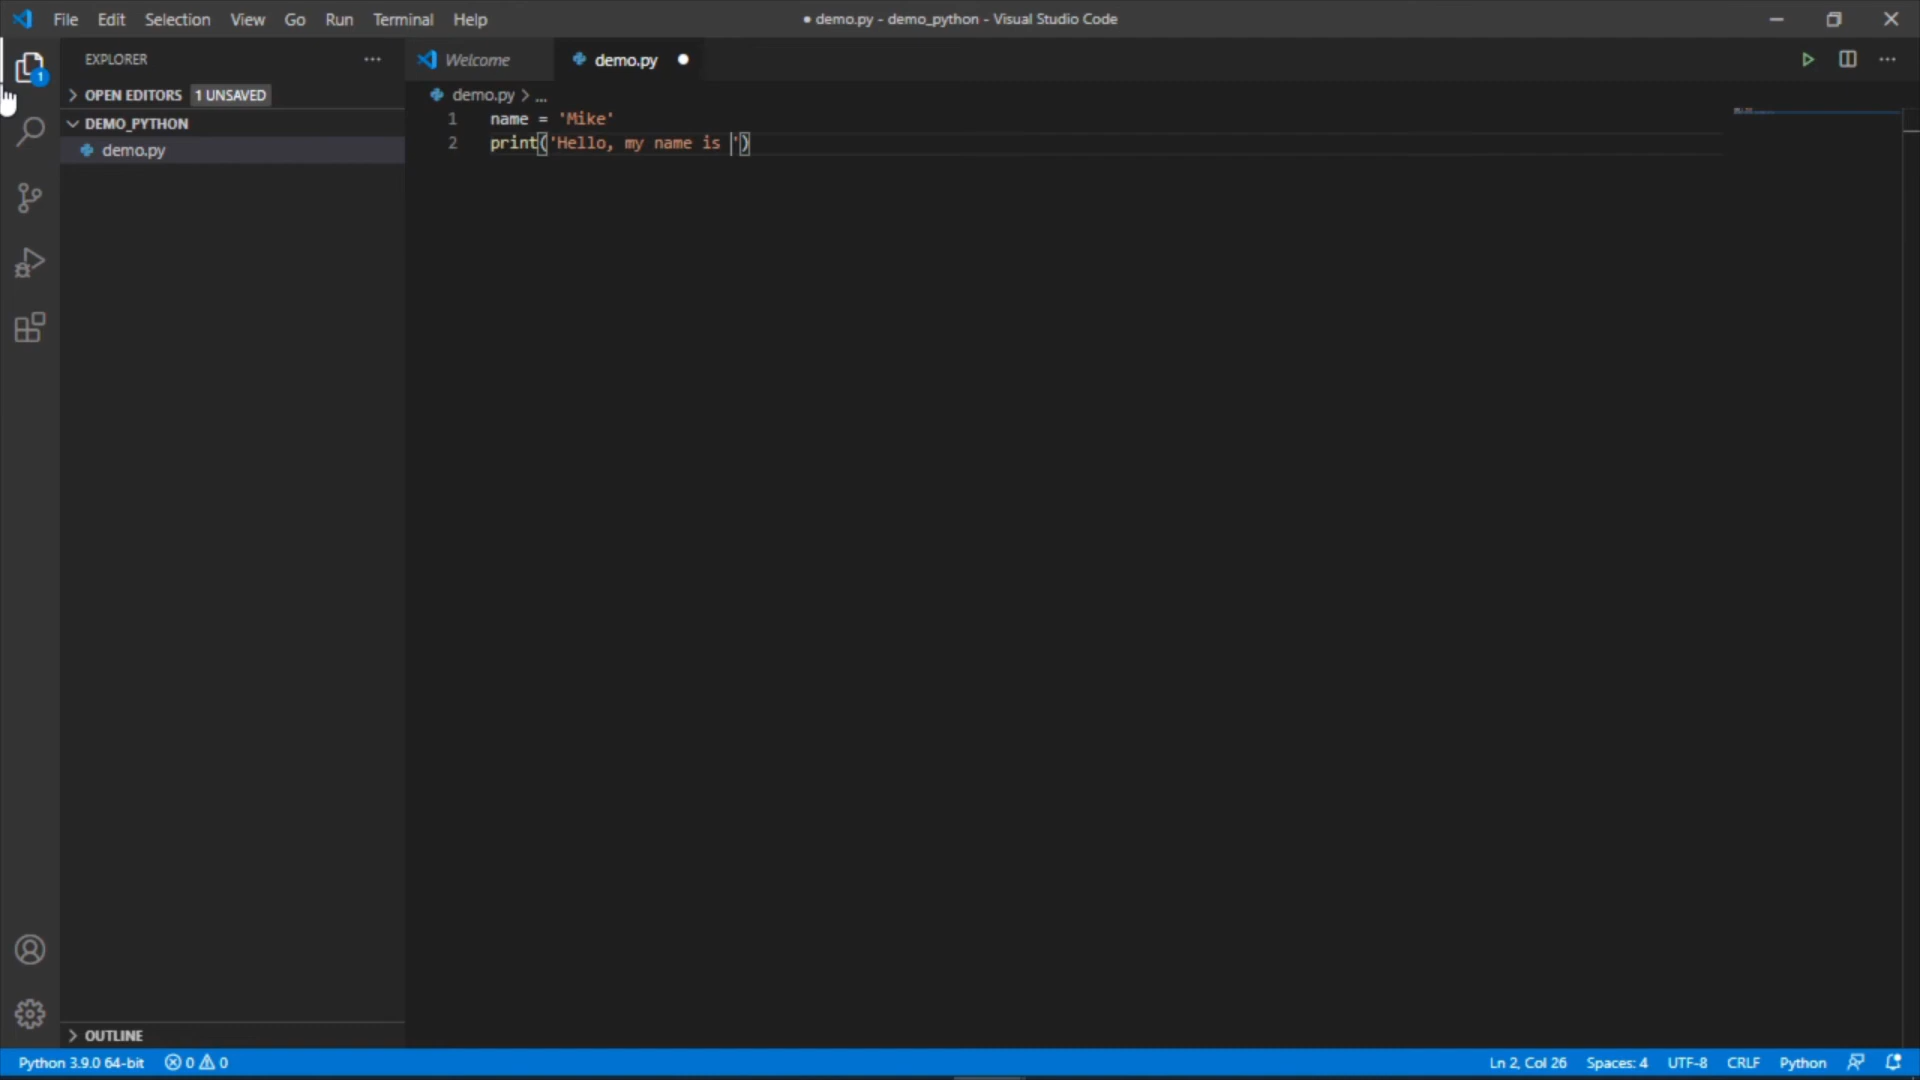 File Edit Selection View Go Run Terminal Help
● demo.py - demo_python - Visual Studio Code
EXPLORER
Welcome
demo.py
1
OPEN EDITORS 1 UNSAVED
demo.py > ...
DEMO_PYTHON
demo.py
1 name = 'Mike'
2 print('Hello, my name is ')
OUTLINE
Python 3.9.0 64-bit 0 0
Ln 2, Col 26 Spaces: 4 UTF-8 CRLF Python